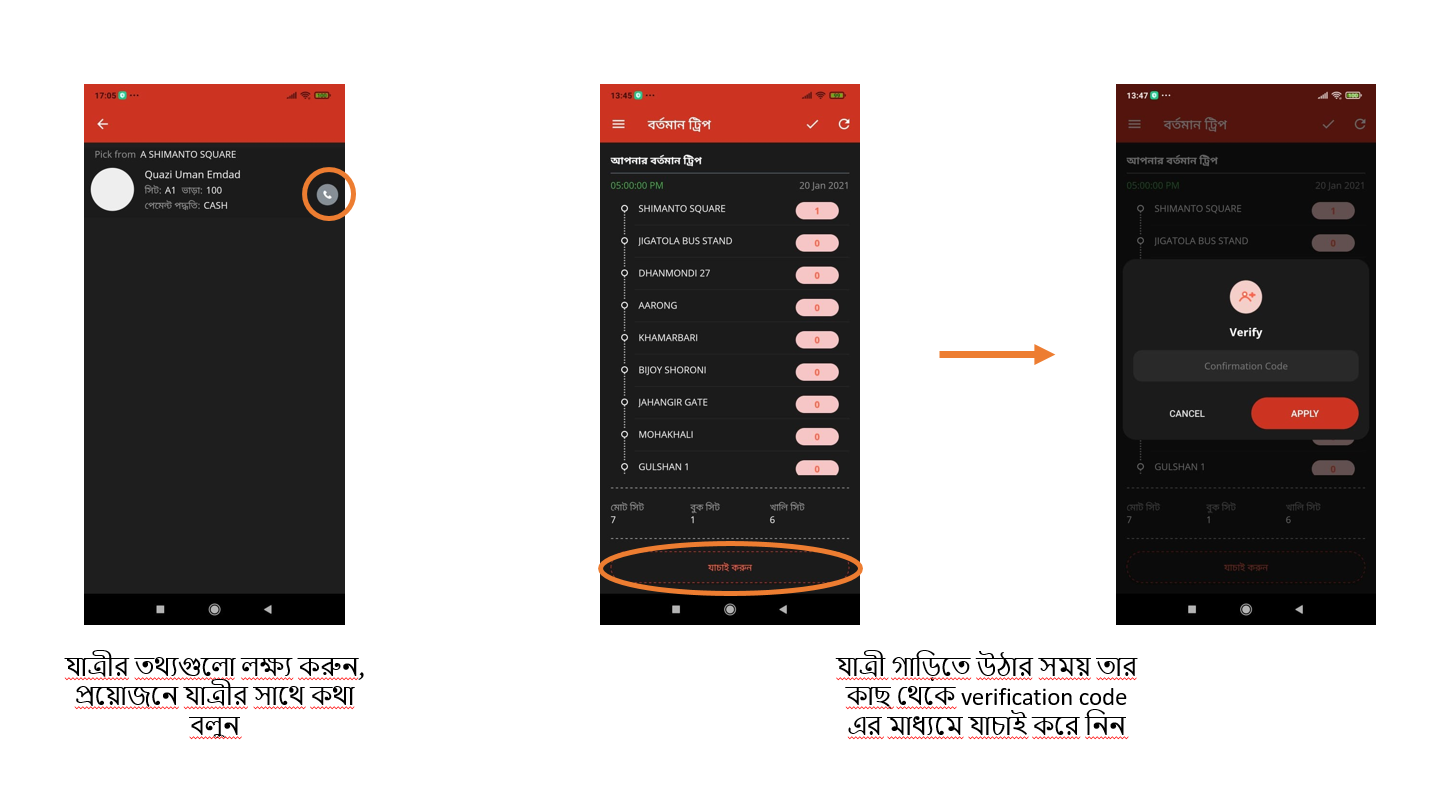 17:05
Pick from A SHIMANTO SQUARE
Quazi Uman Emdad
সিট: A1 ভাড়া: 100
পেমেন্ট পদ্ধতি: CASH
যাত্রীর তথ্যগুলো লক্ষ্য করুন,
প্রয়োজনে যাত্রীর সাথে কথা
বলুন
13:45
বর্তমান ট্রিপ
আপনার বর্তমান ট্রিপ
05:00:00 PM 20 Jan 2021
SHIMANTO SQUARE 1
JIGATOLA BUS STAND 0
DHANMONDI 27 0
AARONG 0
KHAMARBARI 0
BIJOY SHORONI 0
JAHANGIR GATE 0
MOHAKHALI 0
GULSHAN 1 0
মোট সিট বুক সিট খালি সিট
7 1 6
যাচাই করুন
13:47
বর্তমান ট্রিপ
আপনার বর্তমান ট্রিপ
05:00:00 PM 20 Jan 2021
SHIMANTO SQUARE 1
JIGATOLA BUS STAND 0
Verify
Confirmation Code
CANCEL APPLY
GULSHAN 1 0
মোট সিট বুক সিট খালি সিট
7 1 6
যাচাই করুন
যাত্রী গাড়িতে উঠার সময় তার
কাছ থেকে verification code
এর মাধ্যমে যাচাই করে নিন